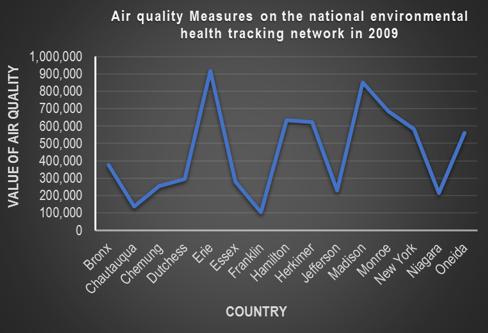 Air quality Measures on the national environmental
health tracking network in 2009
VALUE OF AIR QUALITY
1,000,000
900,000
800,000
700,000
600,000
500,000
400,000
300,000
200,000
100,000
0
Bronx
Chautauqua
Chemung
Dutchess
Erie
Essex
Franklin
Hamilton
Herkimer
Jefferson
Madison
Monroe
New York
Niagara
Oneida
COUNTRY